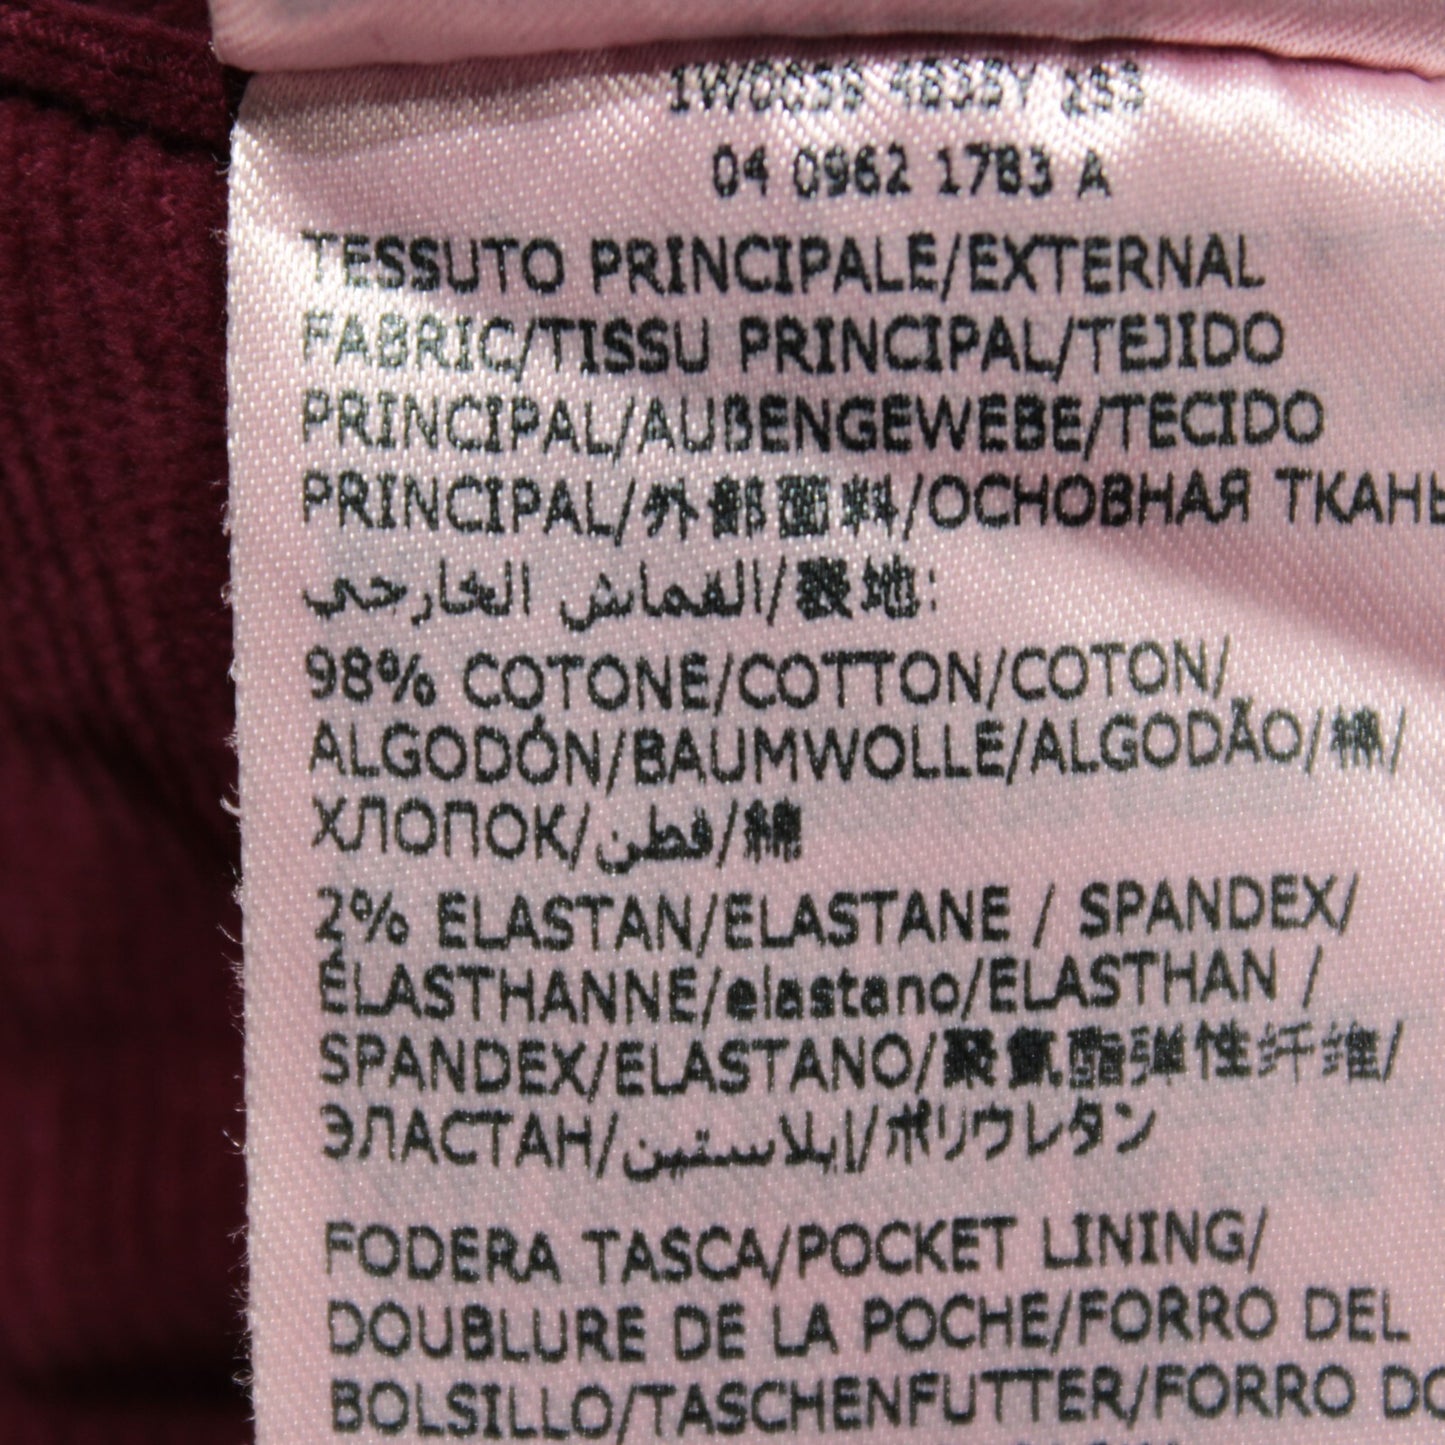 04 0962 1783 A
TESSUTO PRINCIPALE/EXTERNAL
FABRIC/TISSU PRINCIPAL/TEJIDO
PRINCIPAL/AUßENGEWEBE/TECIDO
PRINCIPAL/外部面料/ОСНОВНАЯ ТКАНЬ
القماش الخارجي/表地:
98% COTONE/COTTON/COTON/
ALGODÓN/BAUMWOLLE/ALGODÃO/棉/
ХЛОПОК/قطن/綿
2% ELASTAN/ELASTANE / SPANDEX/
ÉLASTHANNE/elastano/ELASTHAN /
SPANDEX/ELASTANO/聚氨酯弹性纤维/
ЭЛАСТАН/إيلاستين/ポリウレタン
FODERA TASCA/POCKET LINING/
DOUBLURE DE LA POCHE/FORRO DEL
BOLSILLO/TASCHENFUTTER/FORRO DO